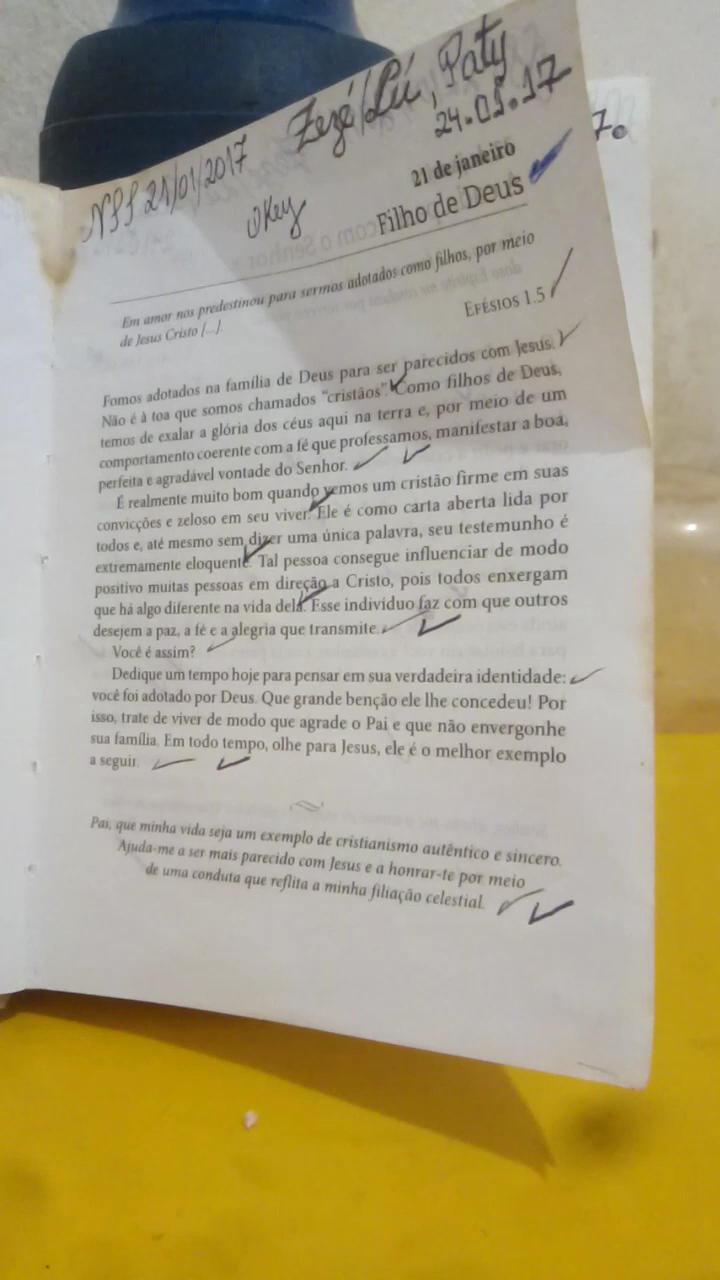 Zezé/Lú, Paty
24.01.17
NSS 21/01/2017
Okey
7.
21 de janeiro
Filho de Deus
Em amor nos predestinou para sermos adotados como filhos, por meio
de Jesus Cristo [...].
Efésios 1.5
Fomos adotados na família de Deus para ser parecidos com Jesus.
Não é à toa que somos chamados "cristãos". Como filhos de Deus,
temos de exalar a glória dos céus aqui na terra e, por meio de um
comportamento coerente com a fé que professamos, manifestar a boa,
perfeita e agradável vontade do Senhor.
É realmente muito bom quando vemos um cristão firme em suas
convicções e zeloso em seu viver. Ele é como carta aberta lida por
todos e, até mesmo sem dizer uma única palavra, seu testemunho é
extremamente eloquente. Tal pessoa consegue influenciar de modo
positivo muitas pessoas em direção a Cristo, pois todos enxergam
que há algo diferente na vida dela. Esse indivíduo faz com que outros
desejem a paz, a fé e a alegria que transmite.
Você é assim?
Dedique um tempo hoje para pensar em sua verdadeira identidade:
você foi adotado por Deus. Que grande benção ele lhe concedeu! Por
isso, trate de viver de modo que agrade o Pai e que não envergonhe
sua família. Em todo tempo, olhe para Jesus, ele é o melhor exemplo
a seguir.
Pai, que minha vida seja um exemplo de cristianismo autêntico e sincero.
Ajuda-me a ser mais parecido com Jesus e a honrar-te por meio
de uma conduta que reflita a minha filiação celestial.